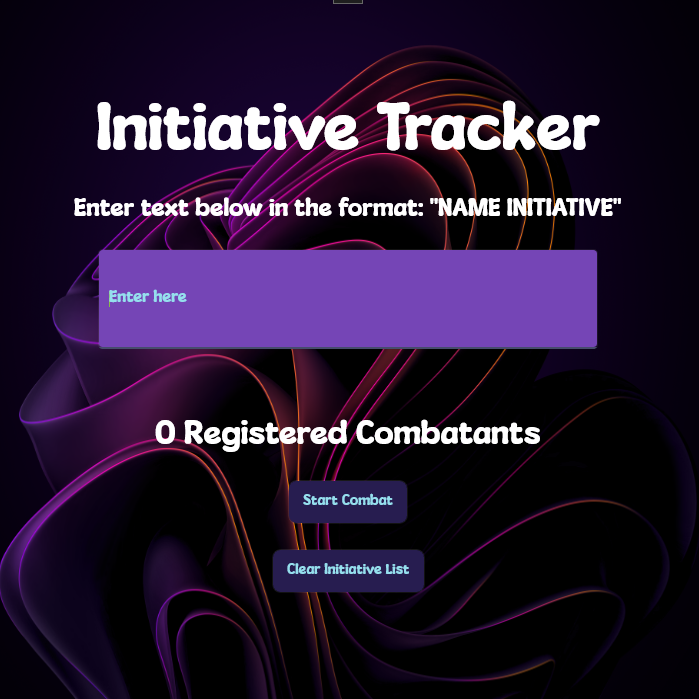 Initiative Tracker
Enter text below in the format: "NAME INITIATIVE"
Enter here
0 Registered Combatants
Start Combat
Clear Initiative List